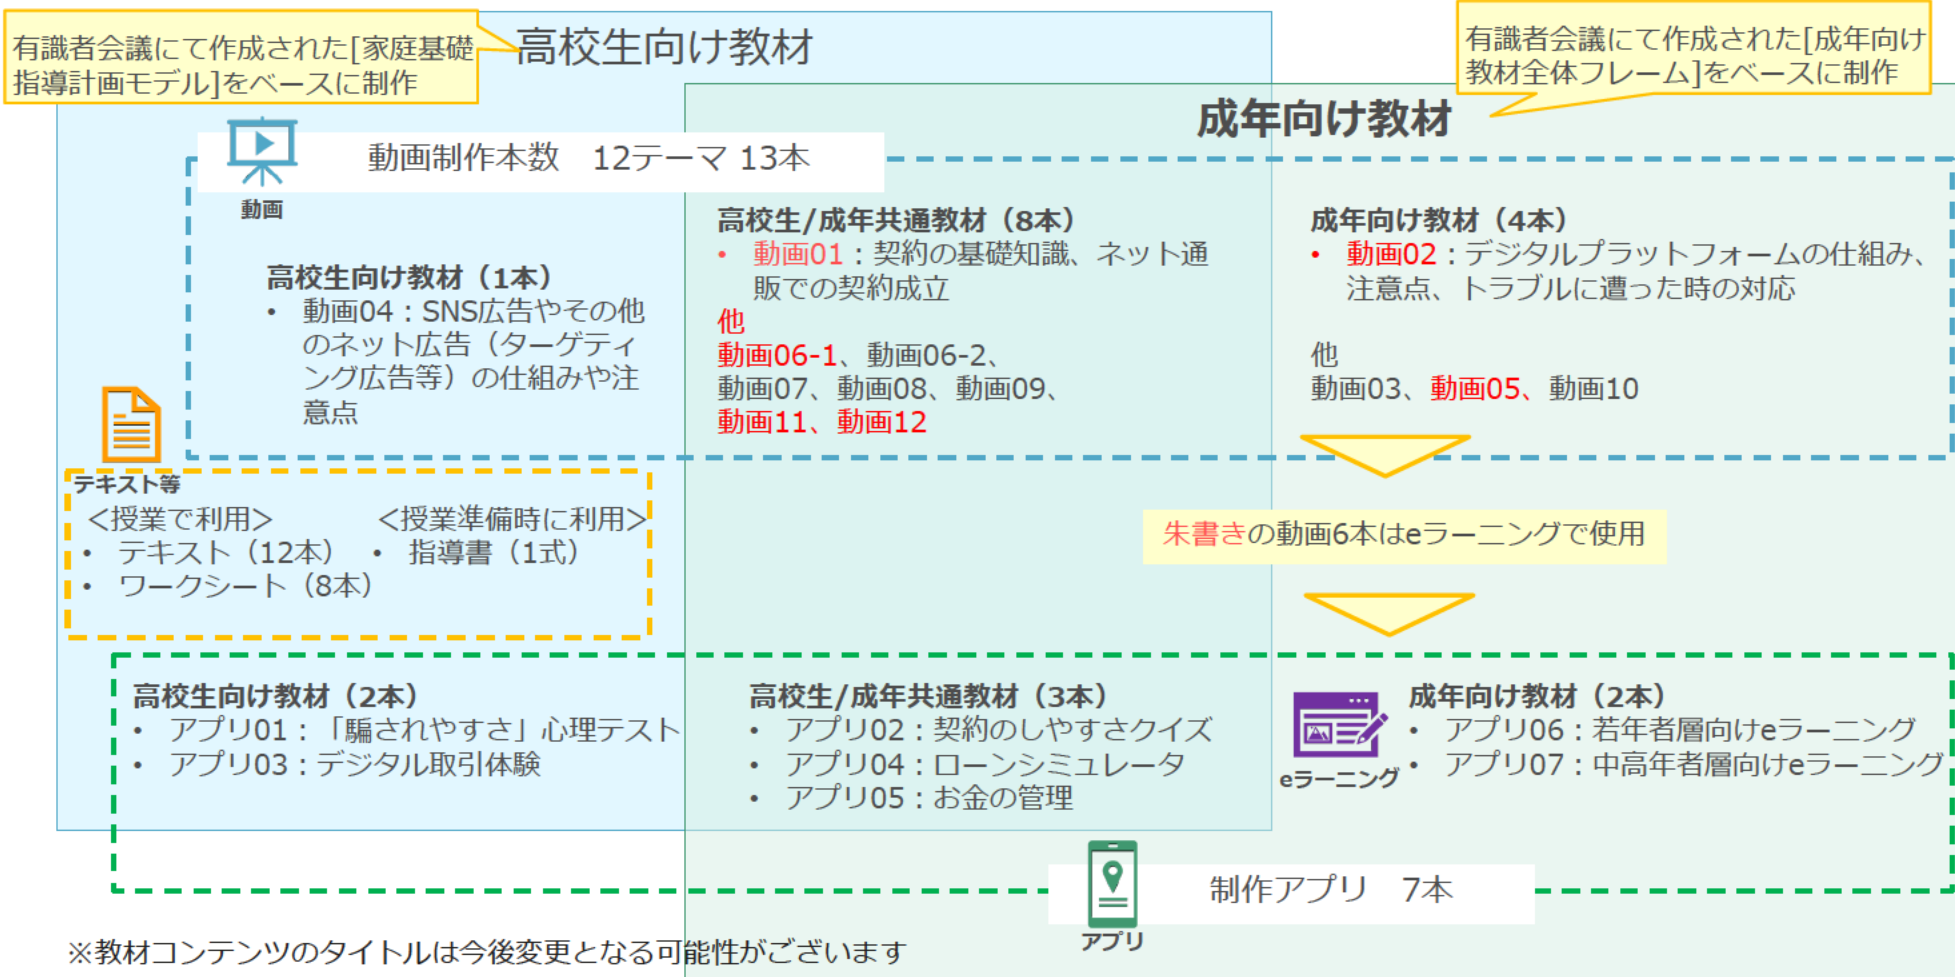 有識者会議にて作成された[家庭基礎
指導計画モデル]をベースに制作
高校生向け教材
有識者会議にて作成された[成年向け
教材全体フレーム]をベースに制作
成年向け教材
動画制作本数　12テーマ 13本
動画
高校生向け教材（1本）
• 動画04：SNS広告やその他
のネット広告（ターゲティ
ング広告等）の仕組みや注
意点
高校生/成年共通教材（8本）
• 動画01：契約の基礎知識、ネット通
販での契約成立
他
動画06-1、動画06-2、
動画07、動画08、動画09、
動画11、動画12
成年向け教材（4本）
• 動画02：デジタルプラットフォームの仕組み、
注意点、トラブルに遭った時の対応
他
動画03、動画05、動画10
テキスト等
＜授業で利用＞
• テキスト（12本）
• ワークシート（8本）
＜授業準備時に利用＞
• 指導書（1式）
朱書きの動画6本はeラーニングで使用
高校生向け教材（2本）
• アプリ01：「騙されやすさ」心理テスト
• アプリ03：デジタル取引体験
高校生/成年共通教材（3本）
• アプリ02：契約のしやすさクイズ
• アプリ04：ローンシミュレータ
• アプリ05：お金の管理
eラーニング
成年向け教材（2本）
• アプリ06：若年者層向けeラーニング
• アプリ07：中高年者層向けeラーニング
制作アプリ　7本
アプリ
※教材コンテンツのタイトルは今後変更となる可能性がございます